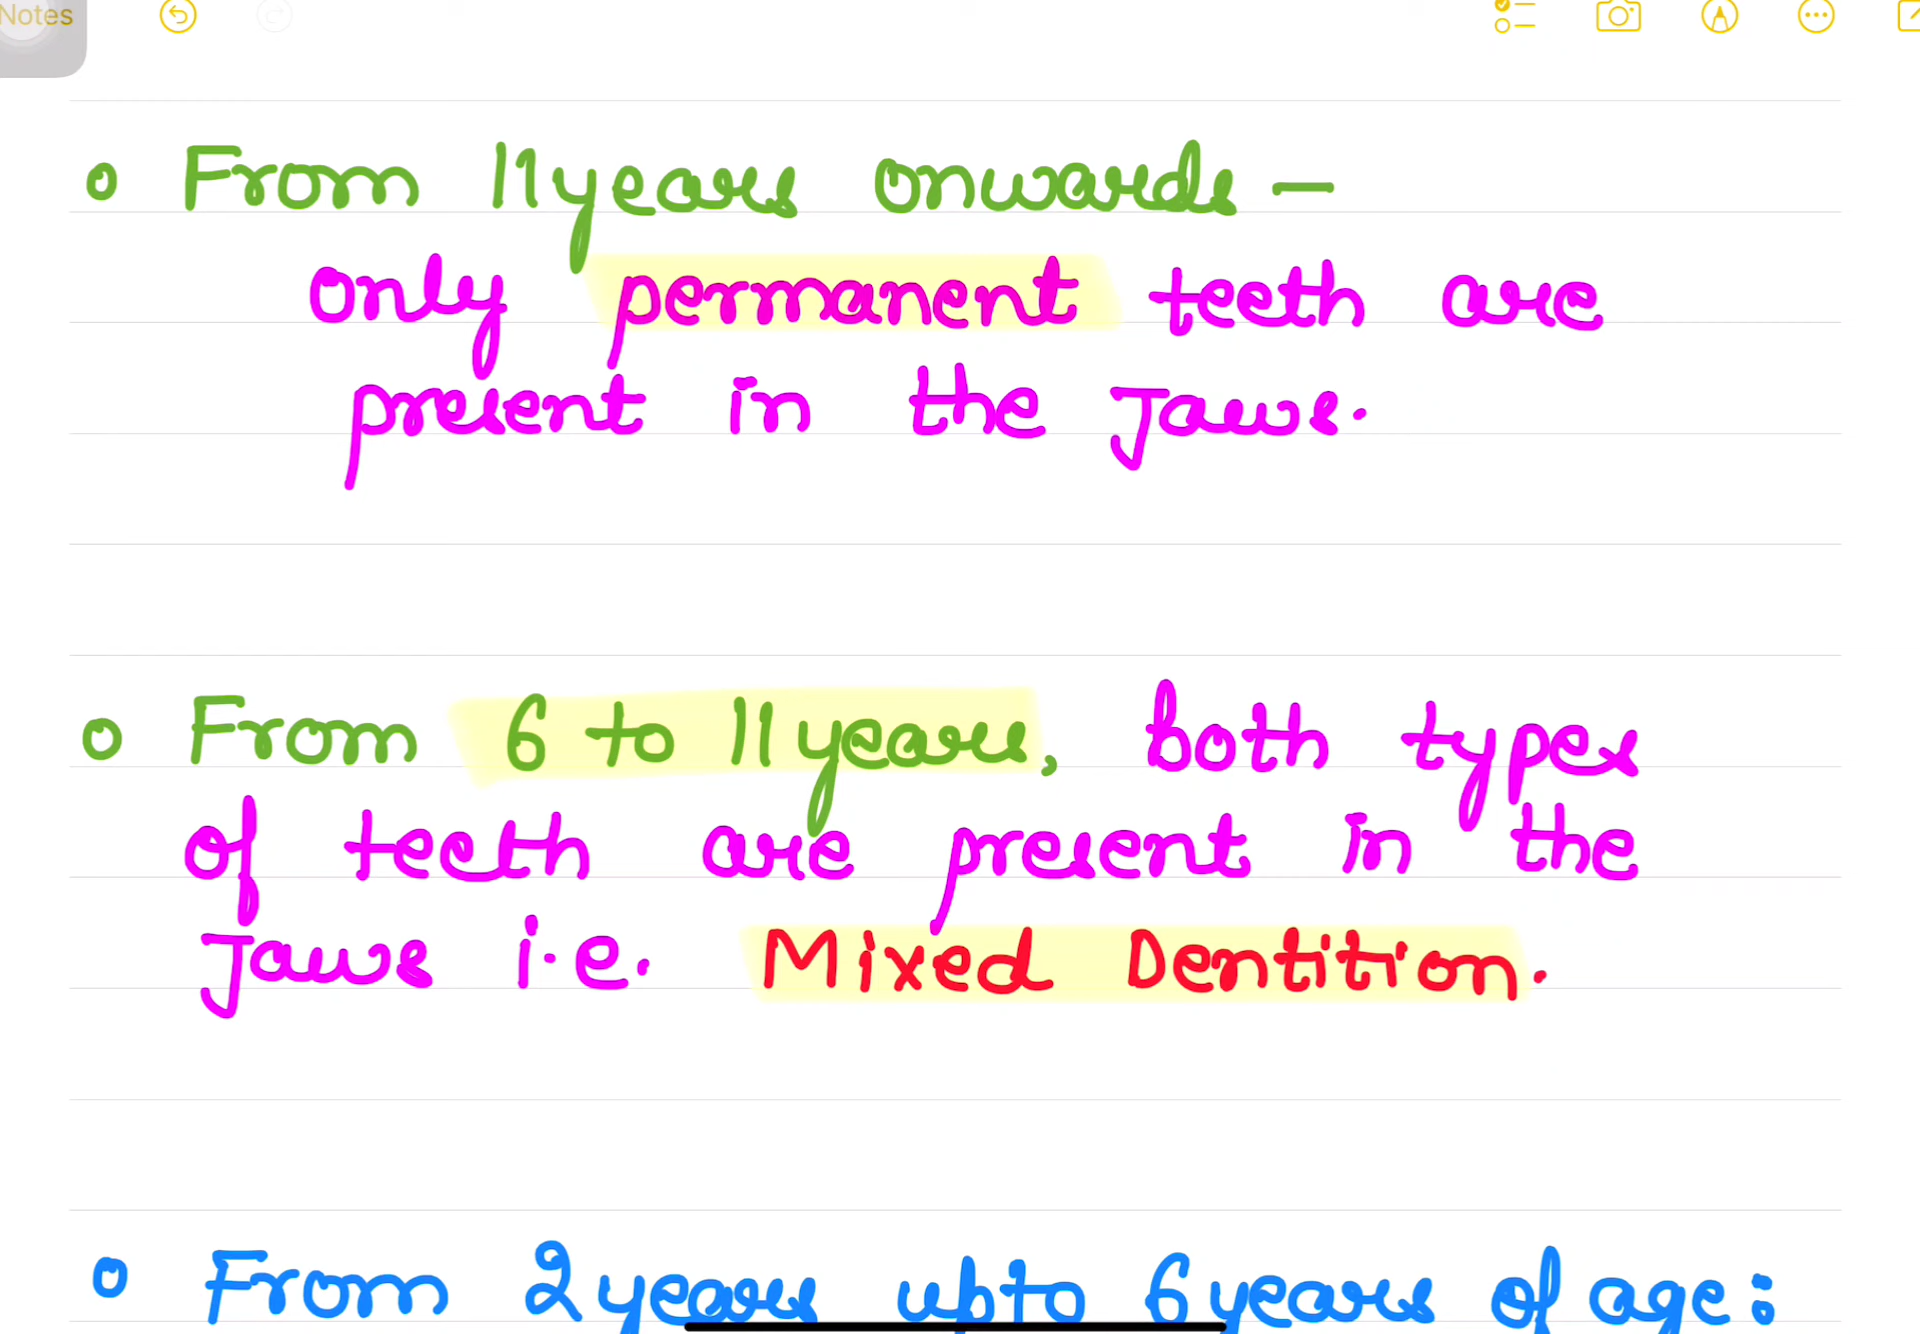 Notes
o From 11 years onwards —
only permanent teeth are
present in the Jaws.
o From 6 to 11 years, both types
of teeth are present in the
Jaws i.e. Mixed Dentition.
o From 2 years upto 6 years of age: